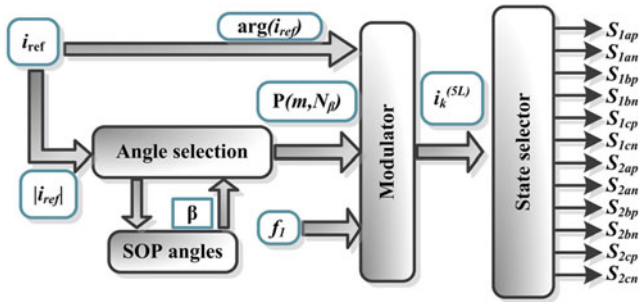 i_ref
arg(i_ref)
P(m,N_β)
|i_ref|
Angle selection
β
SOP angles
f_I
Modulator
i_k^(5L)
State selector
S_1ap
S_1an
S_1bp
S_1bn
S_1cp
S_1cn
S_2ap
S_2an
S_2bp
S_2bn
S_2cp
S_2cn